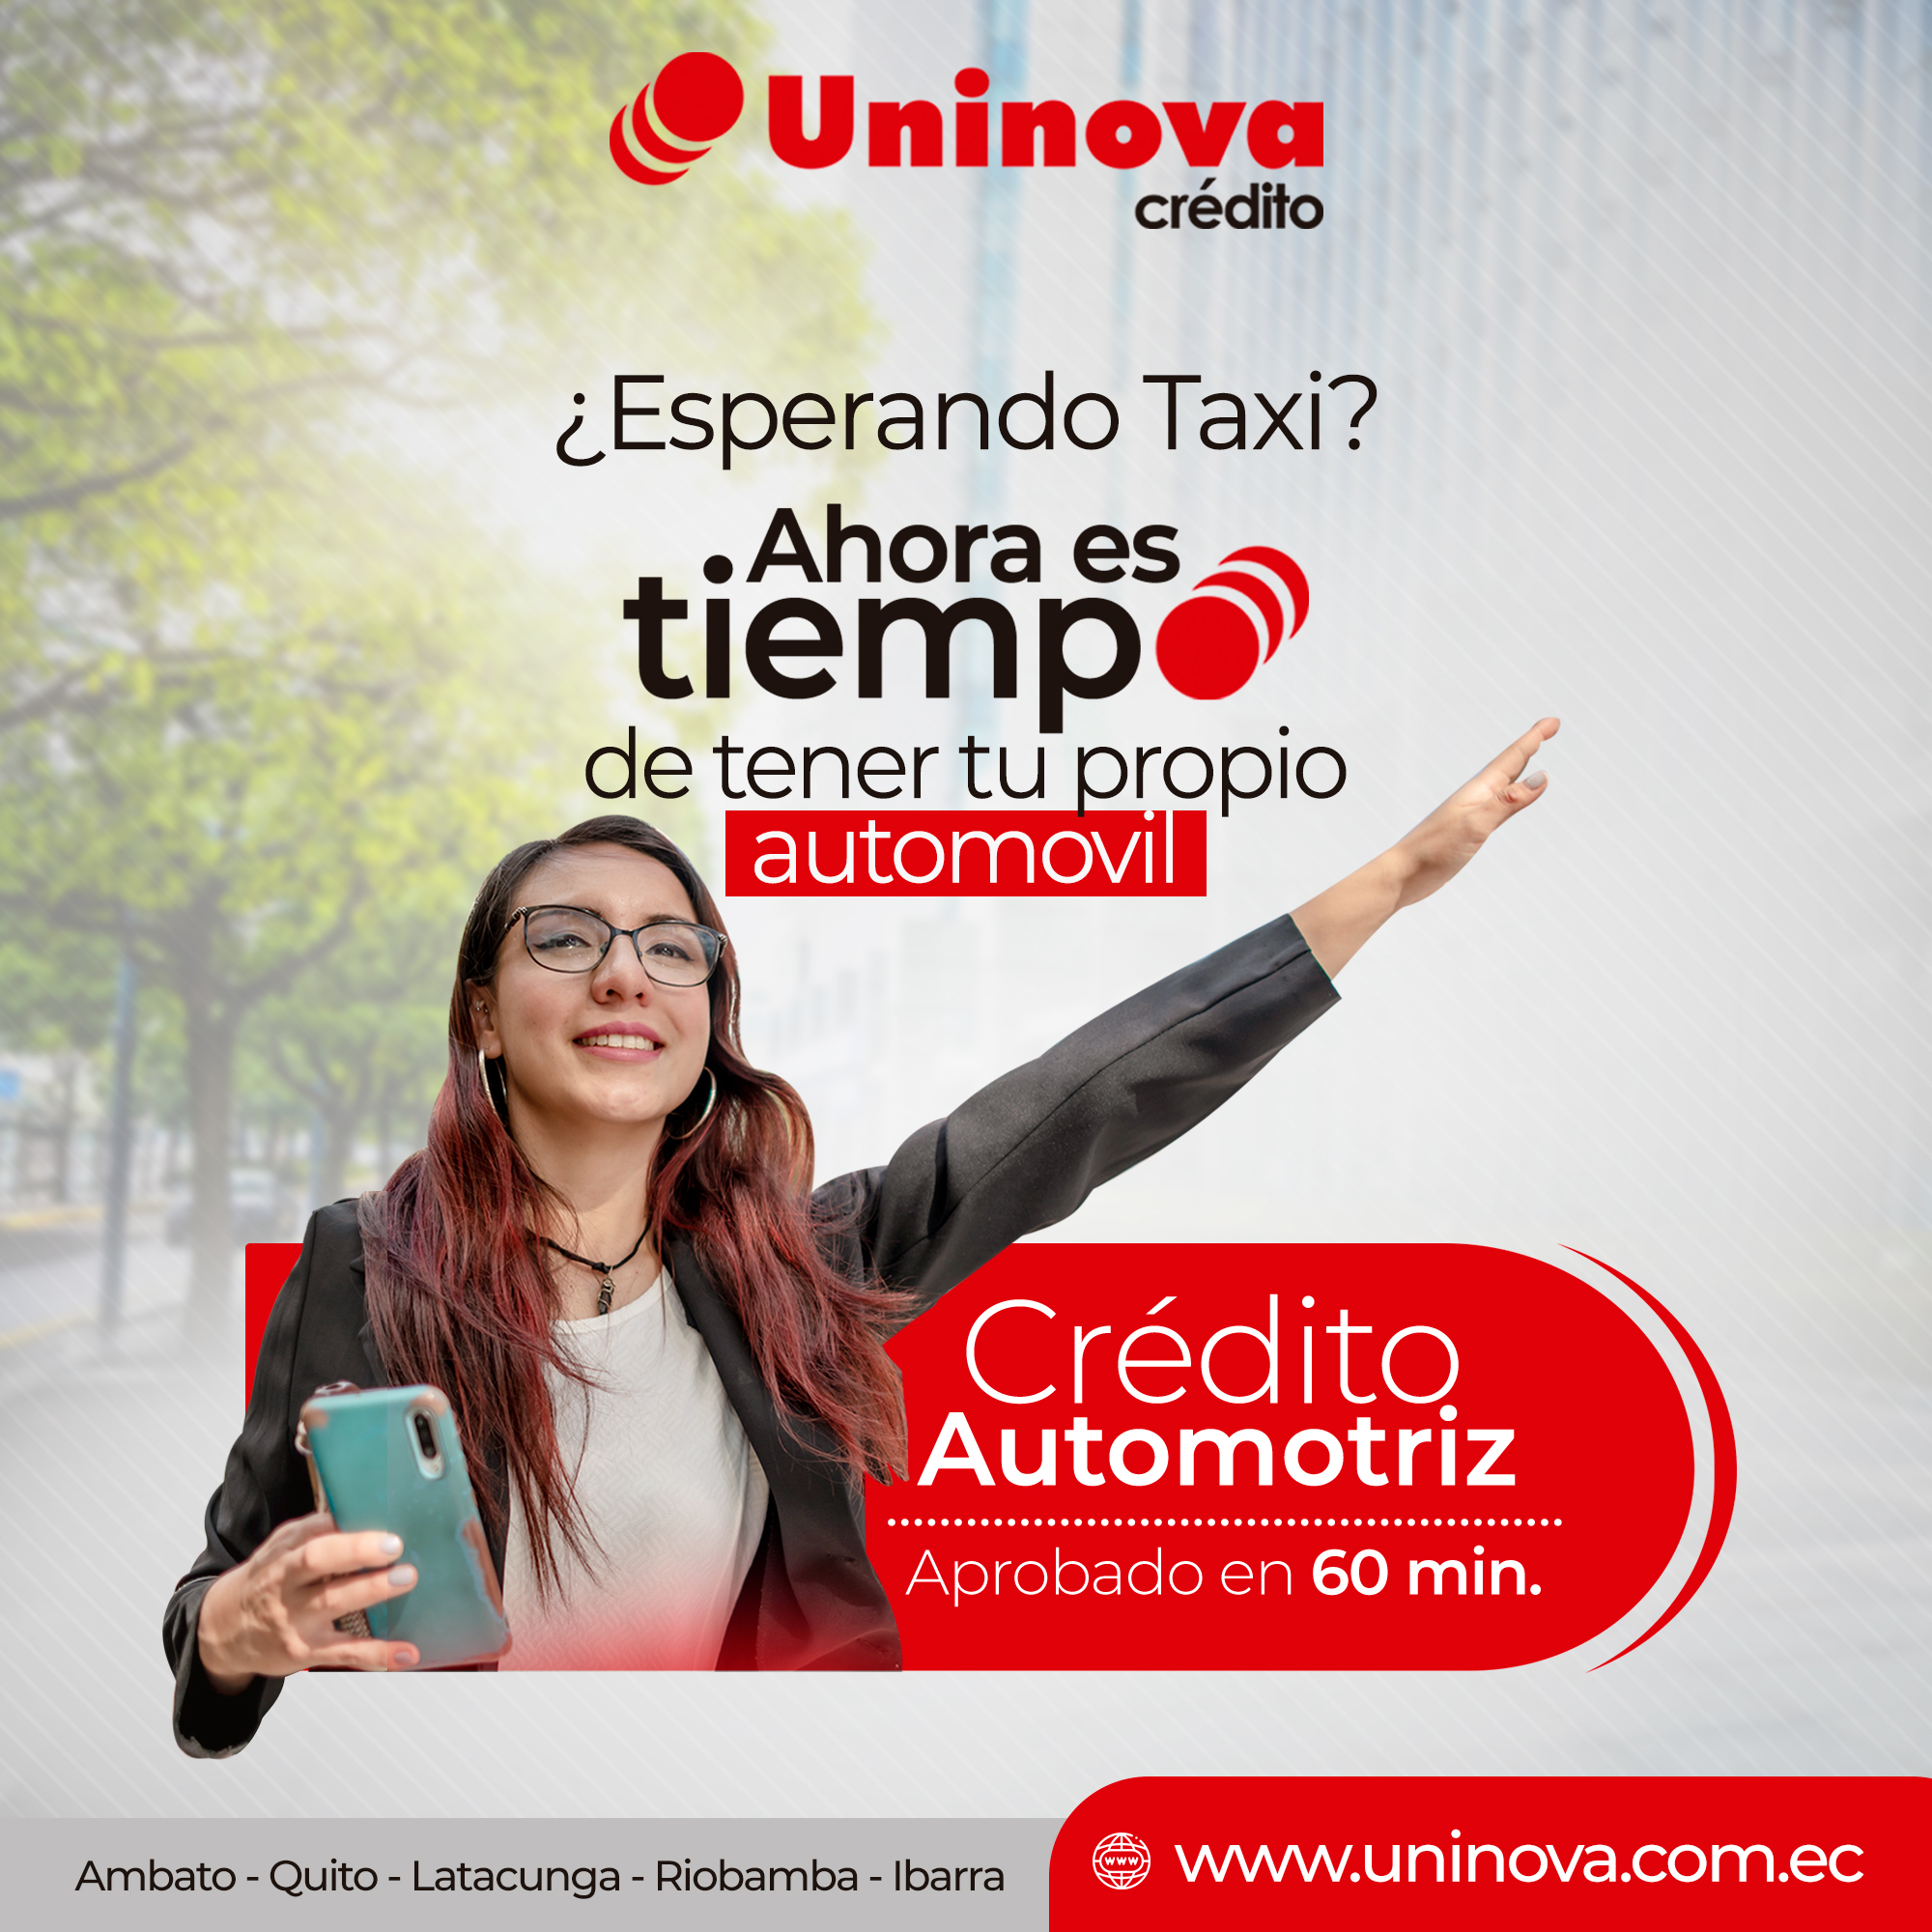 Uninova
crédito
¿Esperando Taxi?
Ahora es
tiempo
de tener tu propio
automovil
Crédito
Automotriz
Aprobado en 60 min.
Ambato - Quito - Latacunga - Riobamba - Ibarra
www
www.uninova.com.ec